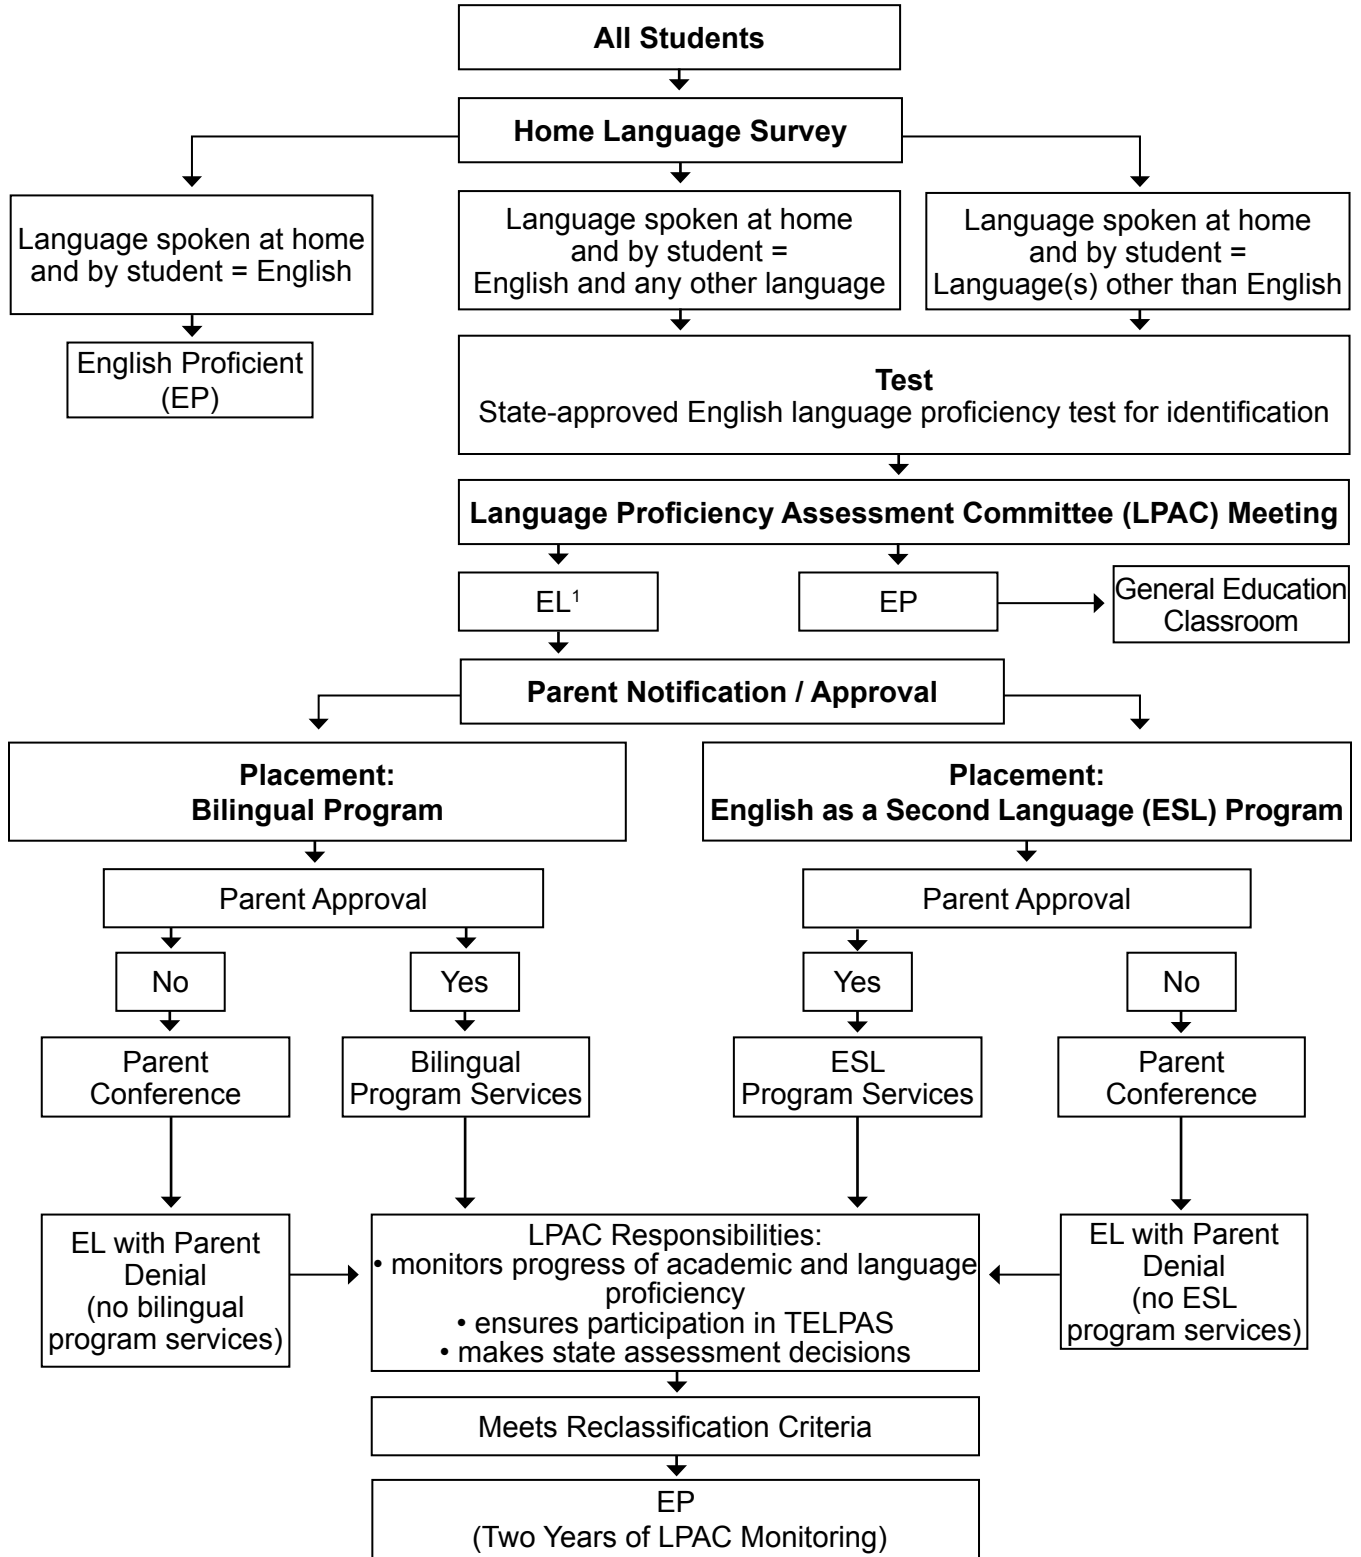 All Students
Home Language Survey
Language spoken at home
and by student = English
Language spoken at home
and by student =
English and any other language
Language spoken at home
and by student =
Language(s) other than English
English Proficient
(EP)
Test
State-approved English language proficiency test for identification
Language Proficiency Assessment Committee (LPAC) Meeting
EL¹
EP
General Education
Classroom
Parent Notification / Approval
Placement:
Bilingual Program
Placement:
English as a Second Language (ESL) Program
Parent Approval
Parent Approval
No
Yes
Yes
No
Parent
Conference
Bilingual
Program Services
ESL
Program Services
Parent
Conference
EL with Parent
Denial
(no bilingual
program services)
LPAC Responsibilities:
• monitors progress of academic and language
proficiency
• ensures participation in TELPAS
• makes state assessment decisions
EL with Parent
Denial
(no ESL
program services)
Meets Reclassification Criteria
EP
(Two Years of LPAC Monitoring)